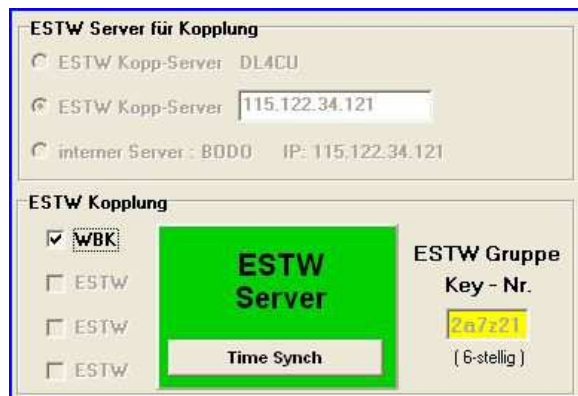 ESTW Server für Kopplung
ESTW Kopp-Server DL4CU
ESTW Kopp-Server 115.122.34.121
interner Server : BODO IP: 115.122.34.121
ESTW Kopplung
WBK
ESTW
ESTW
ESTW
ESTW
Server
Time Synch
ESTW Gruppe
Key - Nr.
2a7z21
( 6-stellig )